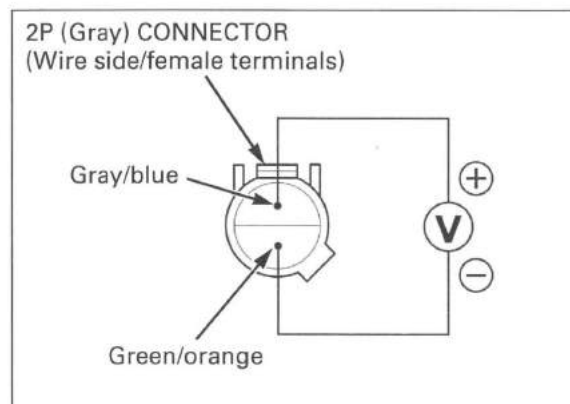 2P (Gray) CONNECTOR
(Wire side/female terminals)
Gray/blue
+
V
−
Green/orange